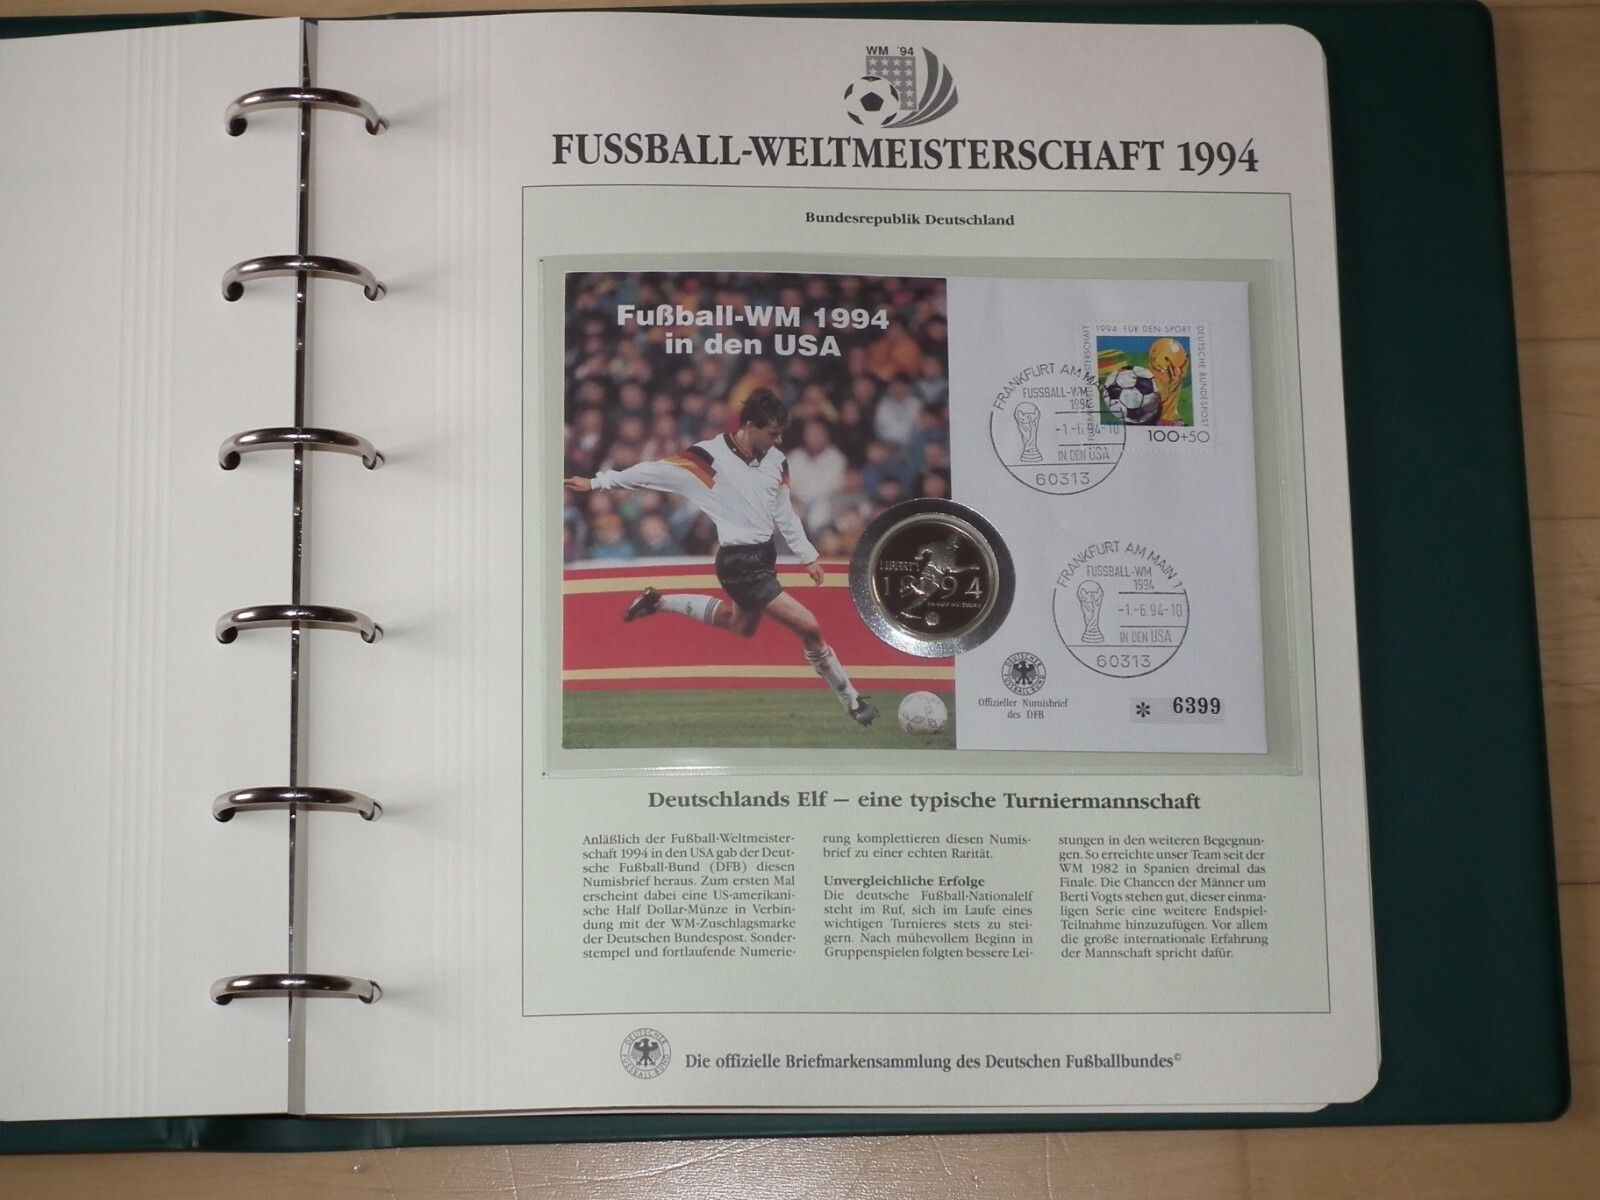 WM '94
FUSSBALL-WELTMEISTERSCHAFT 1994
Bundesrepublik Deutschland
Fußball-WM 1994
in den USA
1994 · FÜR DEN SPORT
DEUTSCHE BUNDESPOST
100+50
FRANKFURT AM MAIN 1
FUSSBALL-WM
1994
-1.-6.94-10
IN DEN USA
60313
LIBERTY
1994
FRANKFURT AM MAIN 1
FUSSBALL-WM
1994
-1.-6.94-10
IN DEN USA
60313
DEUTSCHER FUSSBALL-BUND
Offizieller Numisbrief
des DFB
* 6399
Deutschlands Elf – eine typische Turniermannschaft
Anläßlich der Fußball-Weltmeister-
schaft 1994 in den USA gab der Deut-
sche Fußball-Bund (DFB) diesen
Numisbrief heraus. Zum ersten Mal
erscheint dabei eine US-amerikani-
sche Half Dollar-Münze in Verbin-
dung mit der WM-Zuschlagsmarke
der Deutschen Bundespost. Sonder-
stempel und fortlaufende Numerie-
rung komplettieren diesen Numis-
brief zu einer echten Rarität.
Unvergleichliche Erfolge
Die deutsche Fußball-Nationalelf
steht im Ruf, sich im Laufe eines
wichtigen Turnieres stets zu stei-
gern. Nach mühevollem Beginn in
Gruppenspielen folgten bessere Lei-
stungen in den weiteren Begegnun-
gen. So erreichte unser Team seit der
WM 1982 in Spanien dreimal das
Finale. Die Chancen der Männer um
Berti Vogts stehen gut, dieser einma-
ligen Serie eine weitere Endspiel-
Teilnahme hinzuzufügen. Vor allem
die große internationale Erfahrung
der Mannschaft spricht dafür.
DEUTSCHER FUSSBALL-BUND
Die offizielle Briefmarkensammlung des Deutschen Fußballbundes©